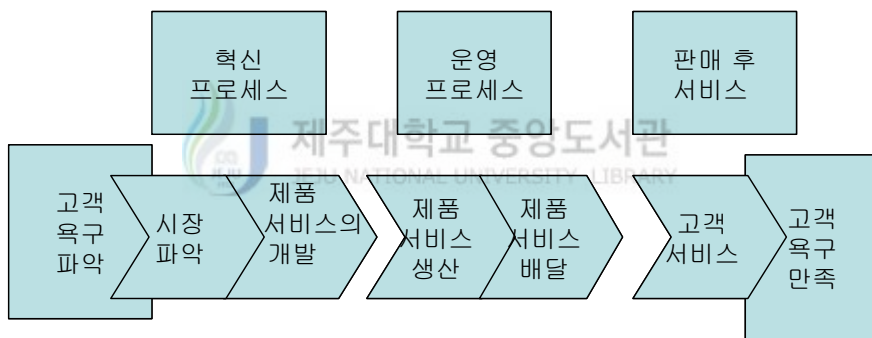 혁신
프로세스
운영
프로세스
판매 후
서비스
제주대학교 중앙도서관
JEJU NATIONAL UNIVERSITY LIBRARY
고객
욕구
파악
시장
파악
제품
서비스의
개발
제품
서비스
생산
제품
서비스
배달
고객
서비스
고객
욕구
만족